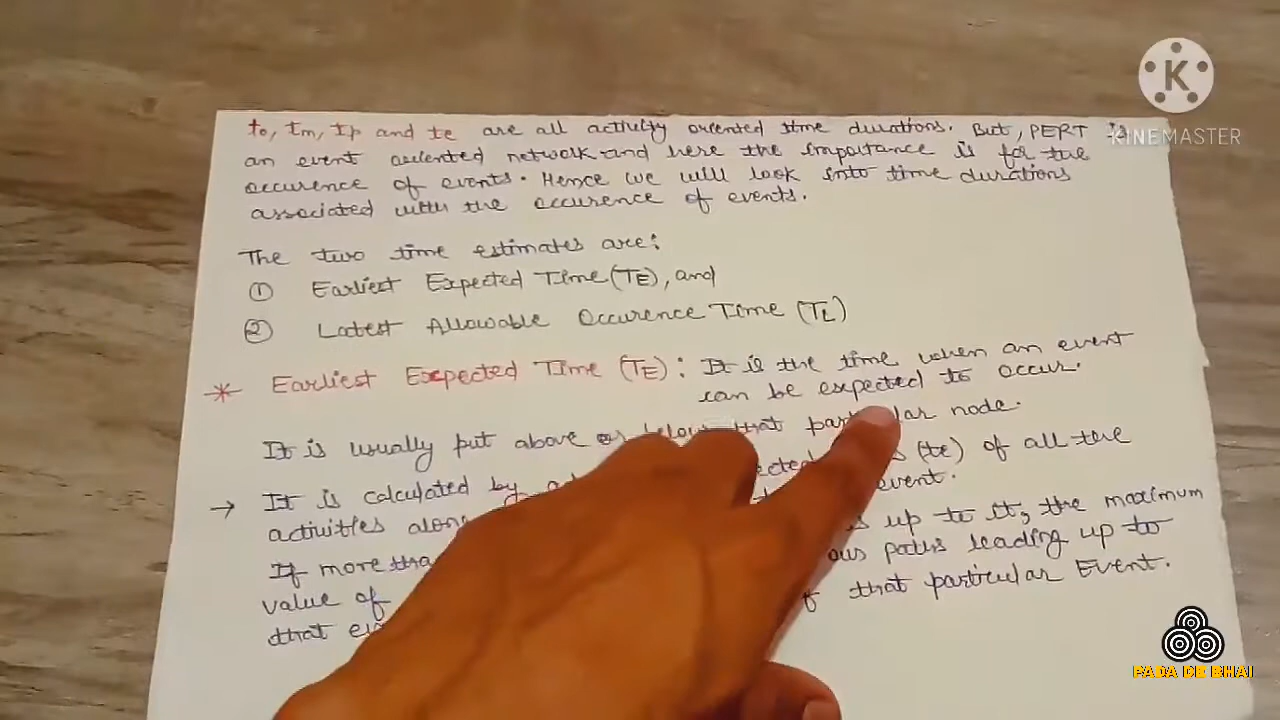 to, tm, tp and te are all activity oriented time durations. But, PERT is
an event oriented network and here the importance is for the
occurence of events. Hence we will look into time durations
associated with the occurence of events.
The two time estimates are:
① Earliest Expected Time (TE), and
② Latest Allowable Occurence Time (TL)
* Earliest Expected Time (TE): It is the time when an event
can be expected to occur.
It is usually put above or below that particular node.
→ It is calculated by (te) of all the
activities along event.
If more tha up to it, the maximum
value of paths leading up to
that that particular Event.
K
KINEMASTER
PADA DE BHAI